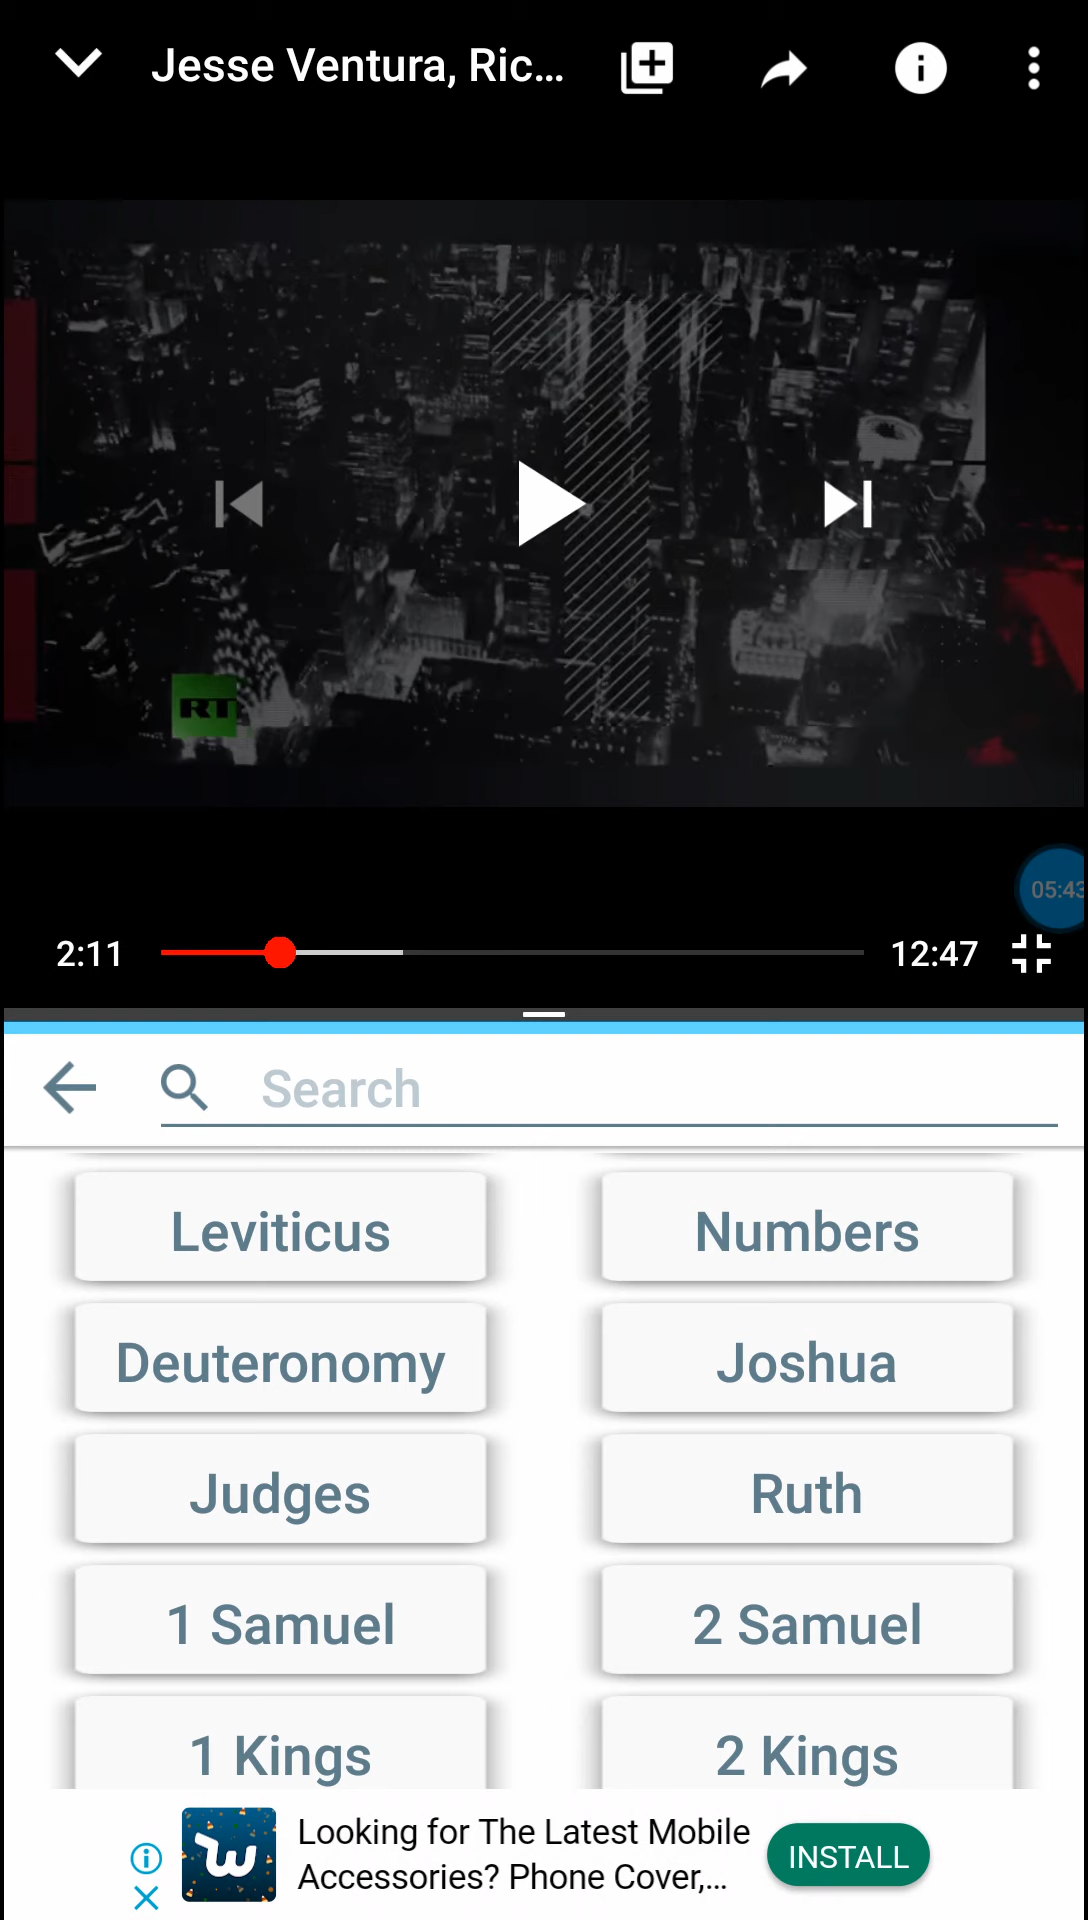 Jesse Ventura, Ric...
RT
05:43
2:11
12:47
Search
Leviticus
Numbers
Deuteronomy
Joshua
Judges
Ruth
1 Samuel
2 Samuel
1 Kings
2 Kings
Looking for The Latest Mobile
Accessories? Phone Cover,...
INSTALL